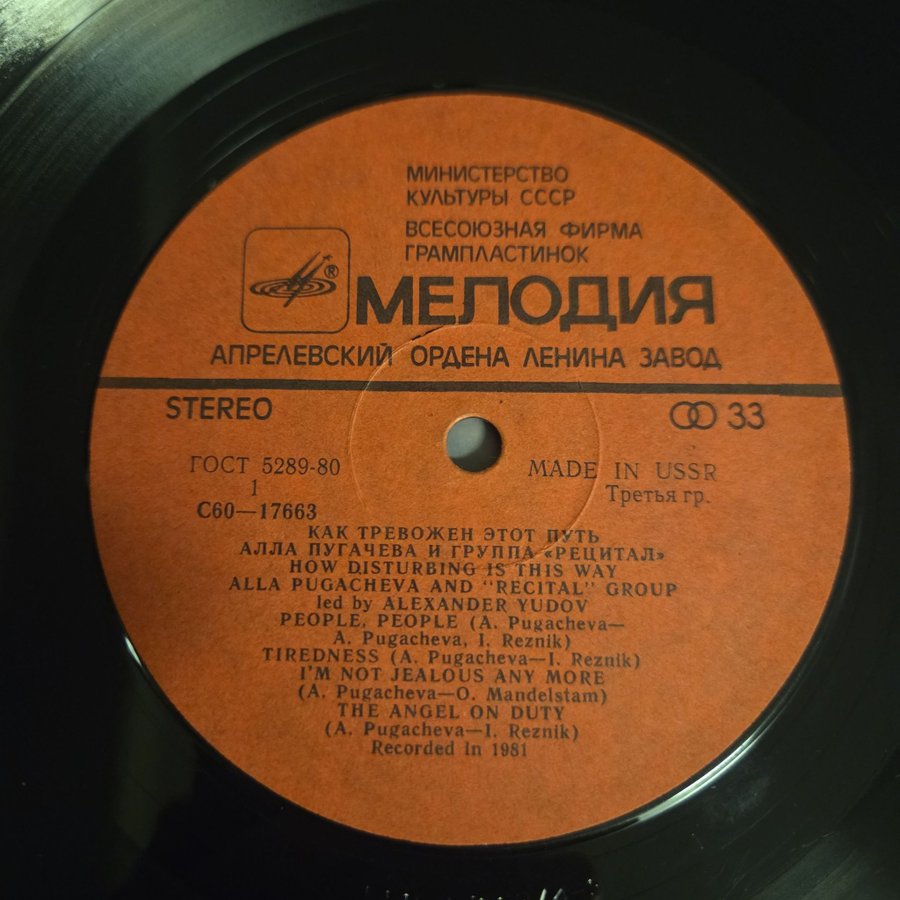 МИНИСТЕРСТВО
КУЛЬТУРЫ СССР
ВСЕСОЮЗНАЯ ФИРМА
ГРАМПЛАСТИНОК
®
МЕЛОДИЯ
АПРЕЛЕВСКИЙ ОРДЕНА ЛЕНИНА ЗАВОД
STEREO
33
ГОСТ 5289-80
MADE IN USSR
1
Третья гр.
С60—17663
КАК ТРЕВОЖЕН ЭТОТ ПУТЬ
АЛЛА ПУГАЧЕВА И ГРУППА «РЕЦИТАЛ»
HOW DISTURBING IS THIS WAY
ALLA PUGACHEVA AND "RECITAL" GROUP
led by ALEXANDER YUDOV
PEOPLE, PEOPLE (A. Pugacheva—
A. Pugacheva, I. Reznik)
TIREDNESS (A. Pugacheva—I. Reznik)
I'M NOT JEALOUS ANY MORE
(A. Pugacheva—O. Mandelstam)
THE ANGEL ON DUTY
(A. Pugacheva—I. Reznik)
Recorded in 1981